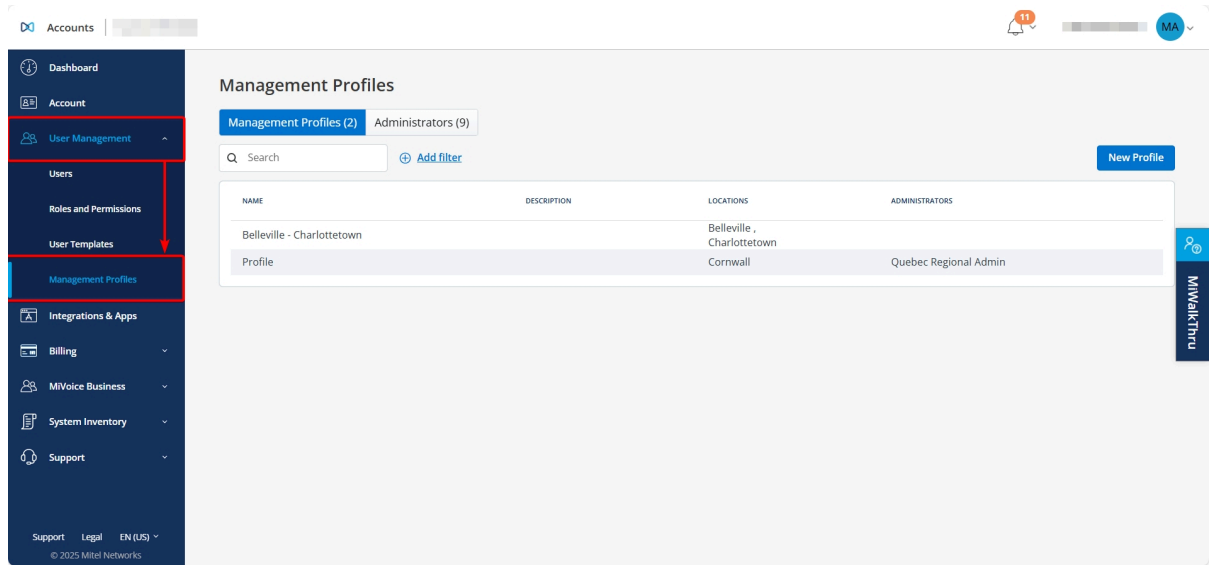 Accounts
11
MA
Dashboard
Account
User Management
Users
Roles and Permissions
User Templates
Management Profiles
Integrations & Apps
Billing
MiVoice Business
System Inventory
Support
Support Legal EN (US)
© 2025 Mitel Networks
Management Profiles
Management Profiles (2) Administrators (9)
Search Add filter New Profile
NAME DESCRIPTION LOCATIONS ADMINISTRATORS
Belleville - Charlottetown Belleville ,
Charlottetown
Profile Cornwall Quebec Regional Admin
MiWalkThru